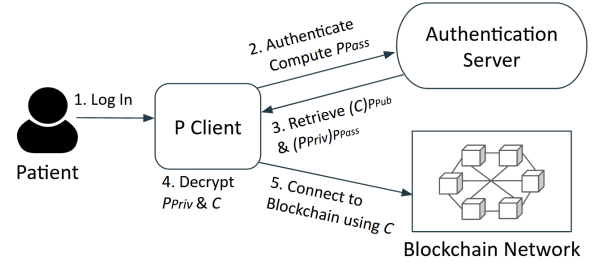 2. Authenticate
Compute PPass
Authentication
Server
1. Log In
P Client
3. Retrieve (C)PPub
& (PPriv)PPass
Patient
4. Decrypt
PPriv & C
5. Connect to
Blockchain using C
Blockchain Network